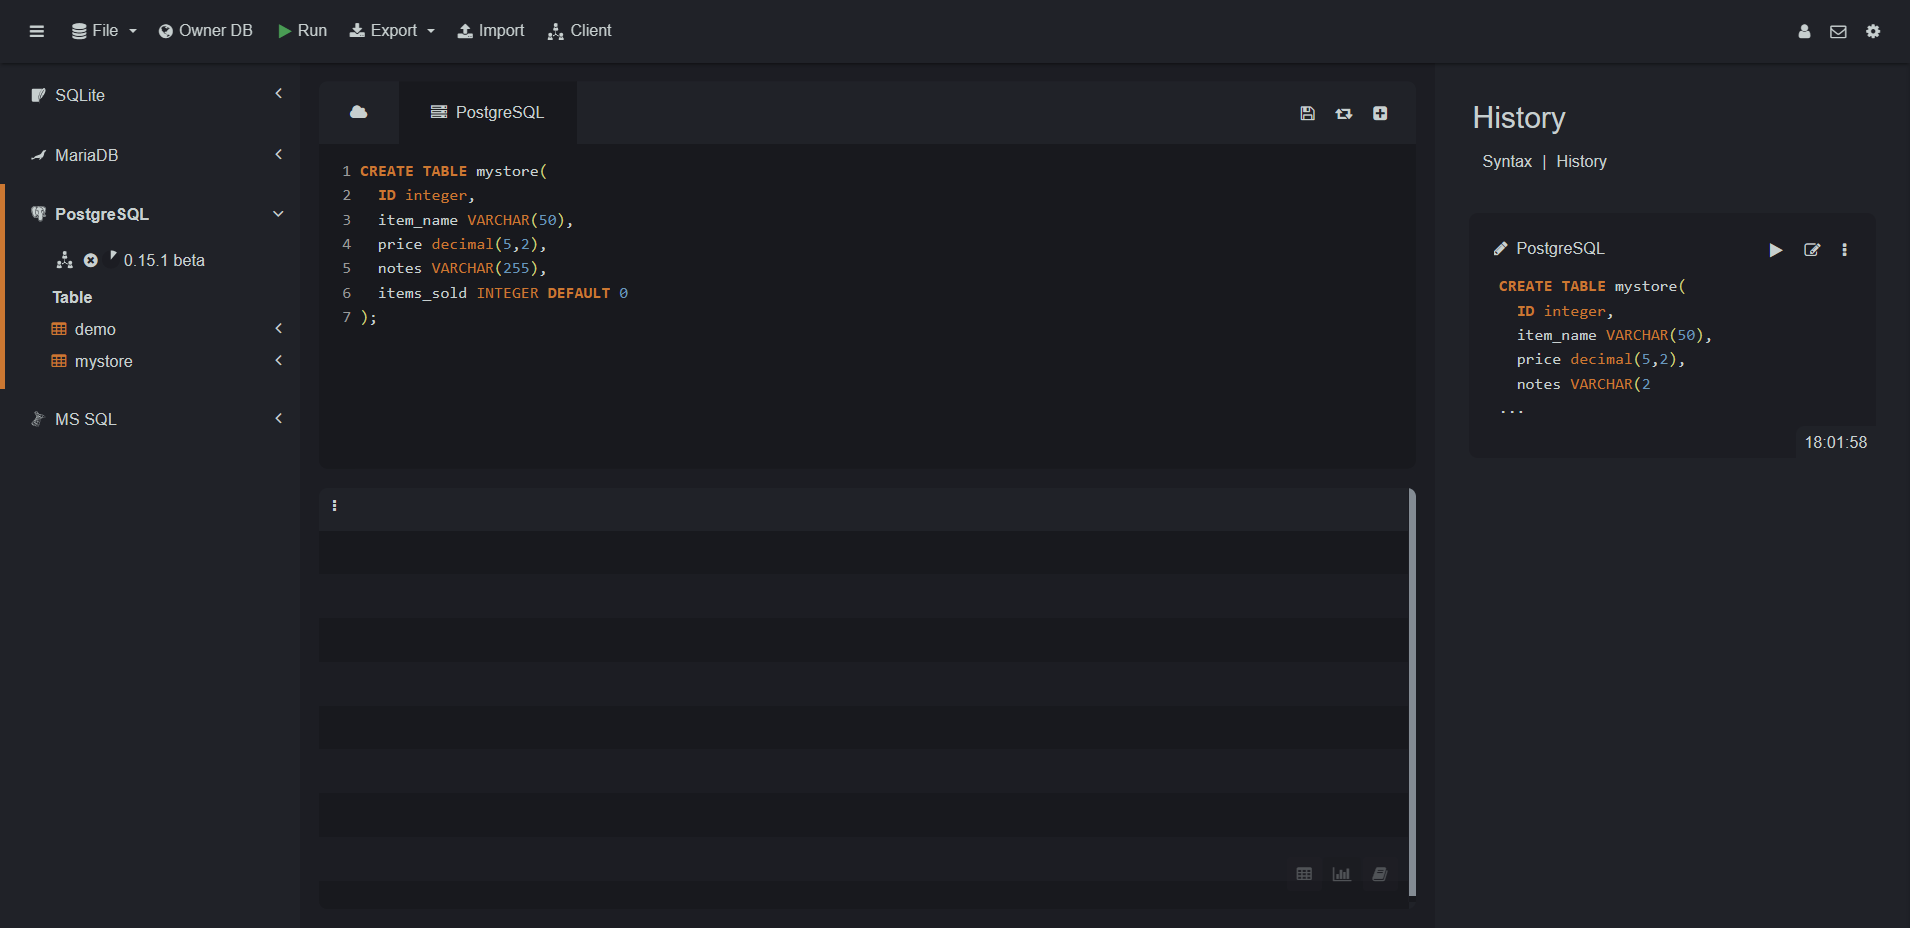 File Owner DB Run Export Import Client
SQLite
MariaDB
PostgreSQL
0.15.1 beta
Table
demo
mystore
MS SQL
PostgreSQL
1 CREATE TABLE mystore(
2   ID integer,
3   item_name VARCHAR(50),
4   price decimal(5,2),
5   notes VARCHAR(255),
6   items_sold INTEGER DEFAULT 0
7 );
History
Syntax | History
PostgreSQL
CREATE TABLE mystore(
  ID integer,
  item_name VARCHAR(50),
  price decimal(5,2),
  notes VARCHAR(2
...
18:01:58